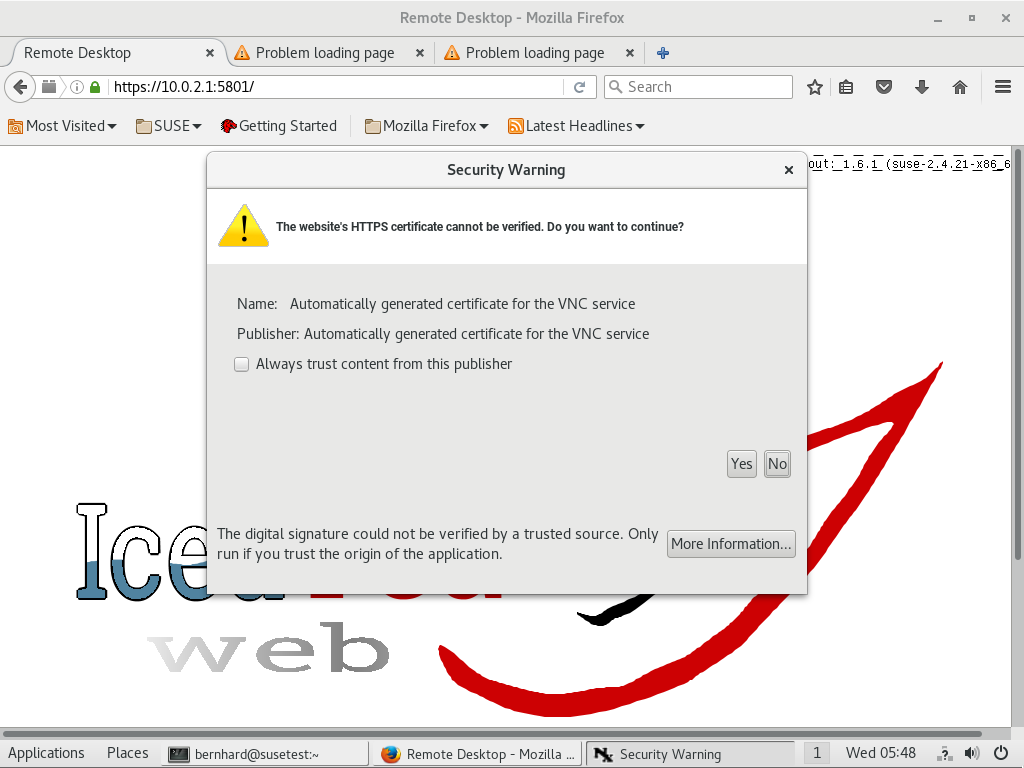 Remote Desktop - Mozilla Firefox
Remote Desktop
Problem loading page
Problem loading page
https://10.0.2.1:5801/
Search
Most Visited
SUSE
Getting Started
Mozilla Firefox
Latest Headlines
out:_1.6.1_(suse-2.4.21-x86_6
Security Warning
The website's HTTPS certificate cannot be verified. Do you want to continue?
Name: Automatically generated certificate for the VNC service
Publisher: Automatically generated certificate for the VNC service
Always trust content from this publisher
Yes No
The digital signature could not be verified by a trusted source. Only
run if you trust the origin of the application.
More Information...
Iced
web
Applications Places bernhard@susetest:~ Remote Desktop - Mozilla ... Security Warning 1 Wed 05:48